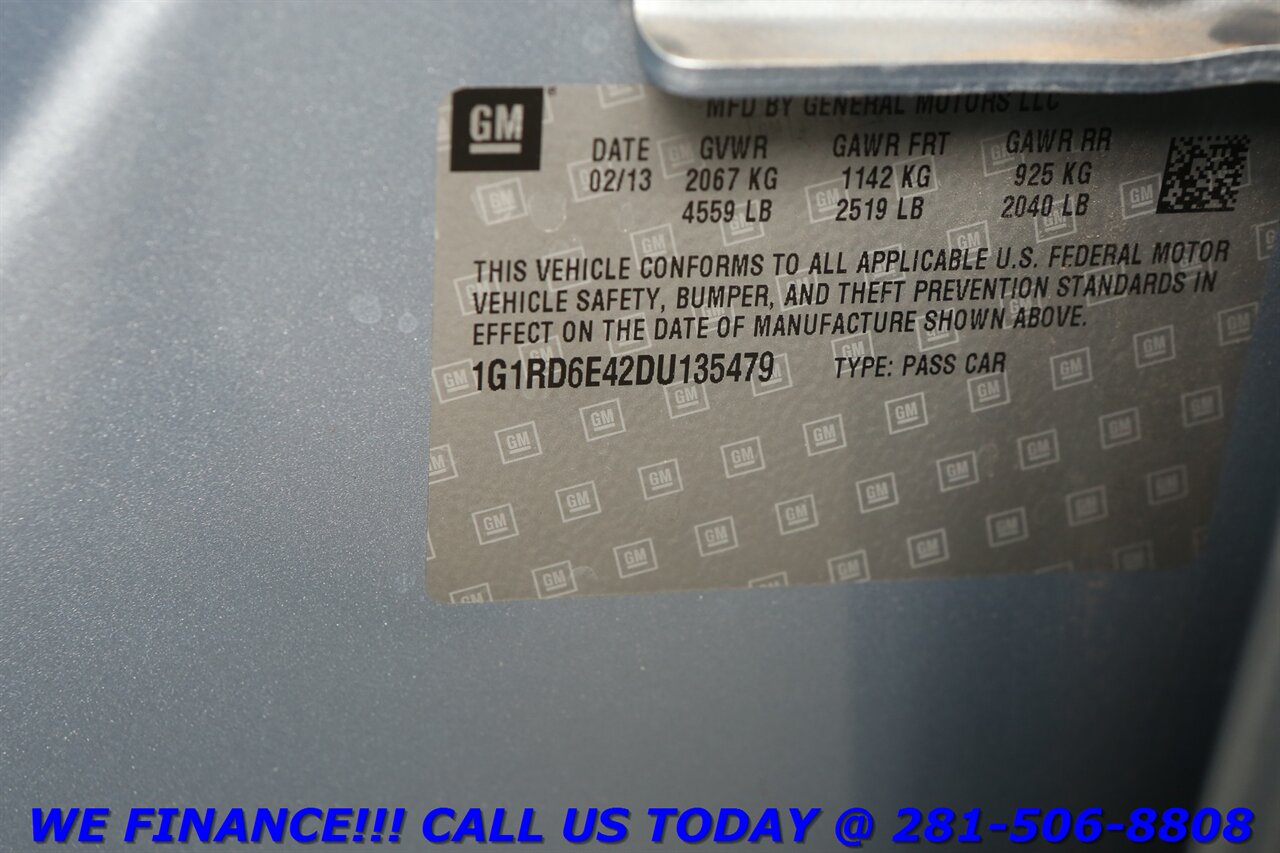 GM
MFD BY GENERAL MOTORS LLC
DATE GVWR GAWR FRT GAWR RR
02/13 2067 KG 1142 KG 925 KG
4559 LB 2519 LB 2040 LB
THIS VEHICLE CONFORMS TO ALL APPLICABLE U.S. FEDERAL MOTOR
VEHICLE SAFETY, BUMPER, AND THEFT PREVENTION STANDARDS IN
EFFECT ON THE DATE OF MANUFACTURE SHOWN ABOVE.
1G1RD6E42DU135479 TYPE: PASS CAR
WE FINANCE!!! CALL US TODAY @ 281-506-8808